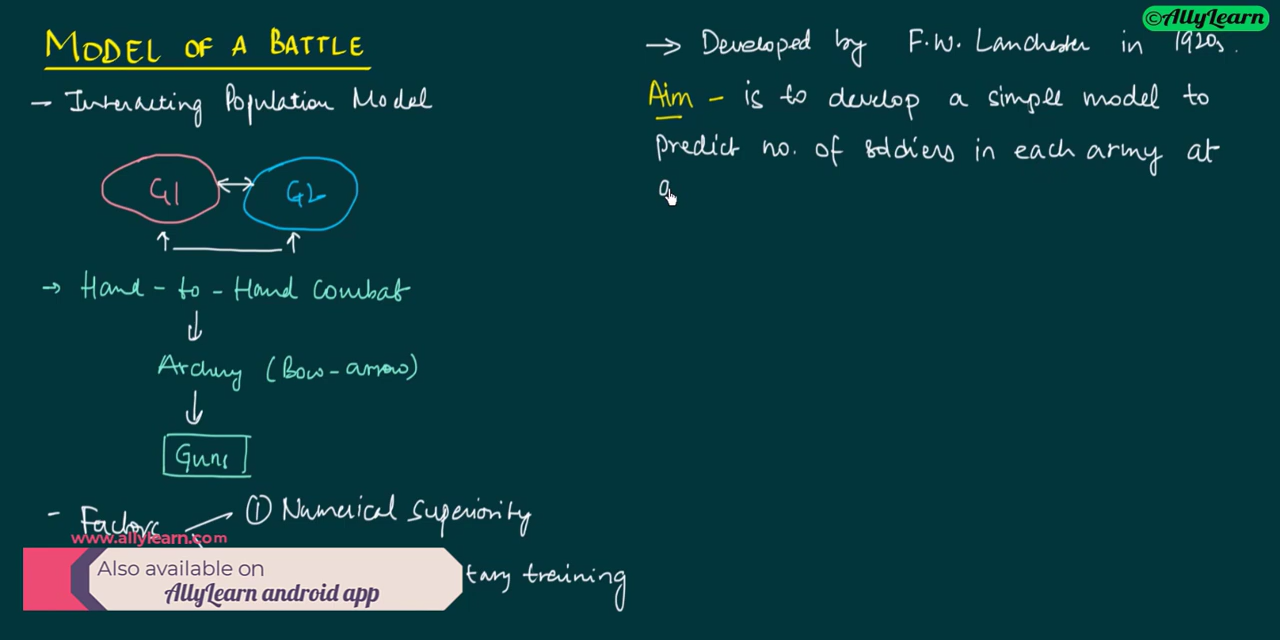 ©AllyLearn
MODEL OF A BATTLE
- Interacting Population Model
G1 G2
→ Hand - to - Hand combat
Archery (Bow - arrow)
Guns
- Factors ① Numerical Superiority
tary training
→ Developed by F.W. Lanchester in 1920s.
Aim - is to develop a simple model to
predict no. of soldiers in each army at
www.allylearn.com
Also available on
AllyLearn android app